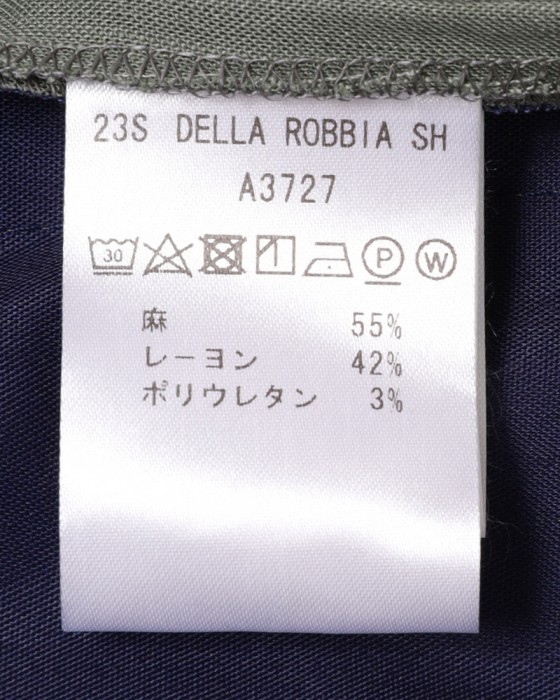 23S DELLA ROBBIA SH
A3727
30 P W
麻 55%
レーヨン 42%
ポリウレタン 3%